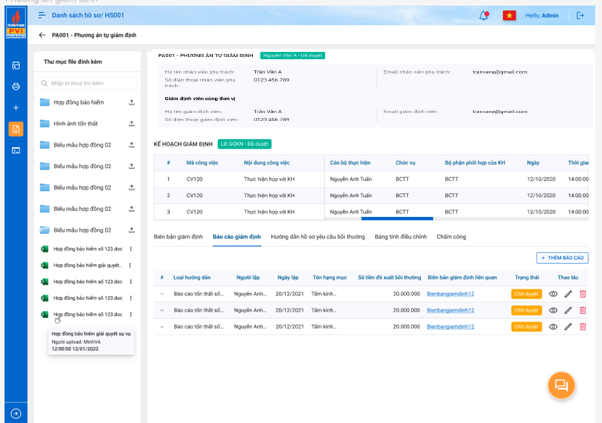 Phương án giám định
Danh sách hồ sơ/ HS001
Hello, Admin
PVI
PA001 - Phương án tự giám định
Thư mục file đính kèm
Nhập từ khóa tìm kiếm
Hợp đồng bảo hiểm
Hình ảnh tổn thất
Biểu mẫu hợp đồng 02
Biểu mẫu hợp đồng 02
Biểu mẫu hợp đồng 02
Biểu mẫu hợp đồng 02
Biểu mẫu hợp đồng 02
Hợp đồng bảo hiểm số 123.doc
Hợp đồng bảo hiểm giải quyết..
Hợp đồng bảo hiểm số 123.doc
Hợp đồng bảo hiểm số 123.doc
Hợp đồng bảo hiểm số 123.doc
Hợp đồng bảo hiểm giải quyết sự vụ
Người upload: MinhVA
12:00:00 12/01/2022
PA001 - PHƯƠNG ÁN TỰ GIÁM ĐỊNH Nguyễn Văn A - Đã duyệt
Họ tên nhân viên phụ trách: Trần Văn A Email nhân viên phụ trách: tranvana@gmail.com
Số điện thoại nhân viên phụ trách: 0123 456 789
Giám định viên cùng đơn vị
Họ tên giám định viên: Trần Văn A Email giám định viên: tranvana@gmail.com
Số điện thoại giám định viên: 0123 456 789
KẾ HOẠCH GIÁM ĐỊNH LĐ GQKN - Đã duyệt
# Mã công việc Nội dung công việc Cán bộ thực hiện Chức vụ Bộ phận phối hợp của KH Ngày Thời gian
1 CV120 Thực hiện họp với KH Nguyễn Anh Tuấn BCTT BCTT 12/10/2020 14:00:00
2 CV120 Thực hiện họp với KH Nguyễn Anh Tuấn BCTT BCTT 12/10/2020 14:00:00
3 CV120 Thực hiện họp với KH Nguyễn Anh Tuấn BCTT BCTT 12/10/2020 14:00:00
Biên bản giám định Báo cáo giám định Hướng dẫn hồ sơ yêu cầu bồi thường Bảng tính điều chỉnh Chấm công
+ THÊM BÁO CÁO
# Loại hướng dẫn Người lập Ngày lập Tên hạng mục Số tiền đề xuất bồi thường Biên bản giám định liên quan Trạng thái Thao tác
Báo cáo tổn thất số... Nguyễn Anh... 20/12/2021 Tấm kính... 20.000.000 Bienbangiamdinh12 Chờ duyệt
Báo cáo tổn thất số... Nguyễn Anh... 20/12/2021 Tấm kính... 20.000.000 Bienbangiamdinh12 Chờ duyệt
Báo cáo tổn thất số... Nguyễn Anh... 20/12/2021 Tấm kính... 20.000.000 Bienbangiamdinh12 Chờ duyệt